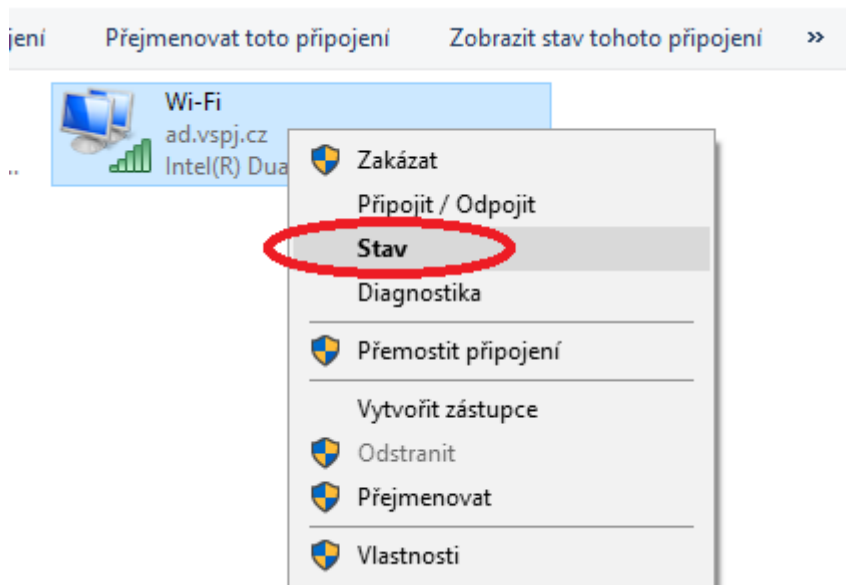 jení Přejmenovat toto připojení Zobrazit stav tohoto připojení »
Wi-Fi
ad.vspj.cz
Intel(R) Dua
..
Zakázat
Připojit / Odpojit
Stav
Diagnostika
Přemostit připojení
Vytvořit zástupce
Odstranit
Přejmenovat
Vlastnosti